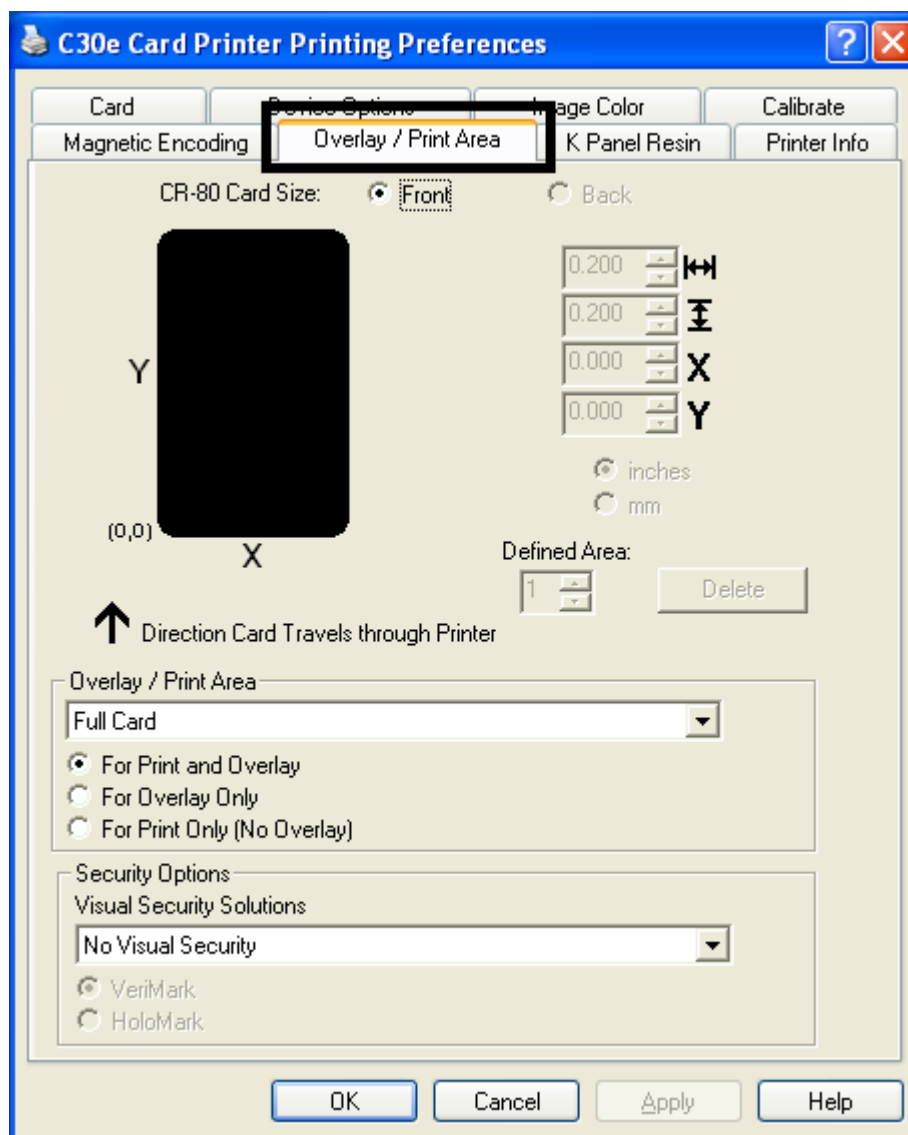 C30e Card Printer Printing Preferences
Card Device Options Image Color Calibrate
Magnetic Encoding Overlay / Print Area K Panel Resin Printer Info
CR-80 Card Size: Front Back
0.200
0.200
Y 0.000 X
0.000 Y
inches
mm
(0,0)
X
Defined Area:
1 Delete
Direction Card Travels through Printer
Overlay / Print Area
Full Card
For Print and Overlay
For Overlay Only
For Print Only (No Overlay)
Security Options
Visual Security Solutions
No Visual Security
VeriMark
HoloMark
OK Cancel Apply Help